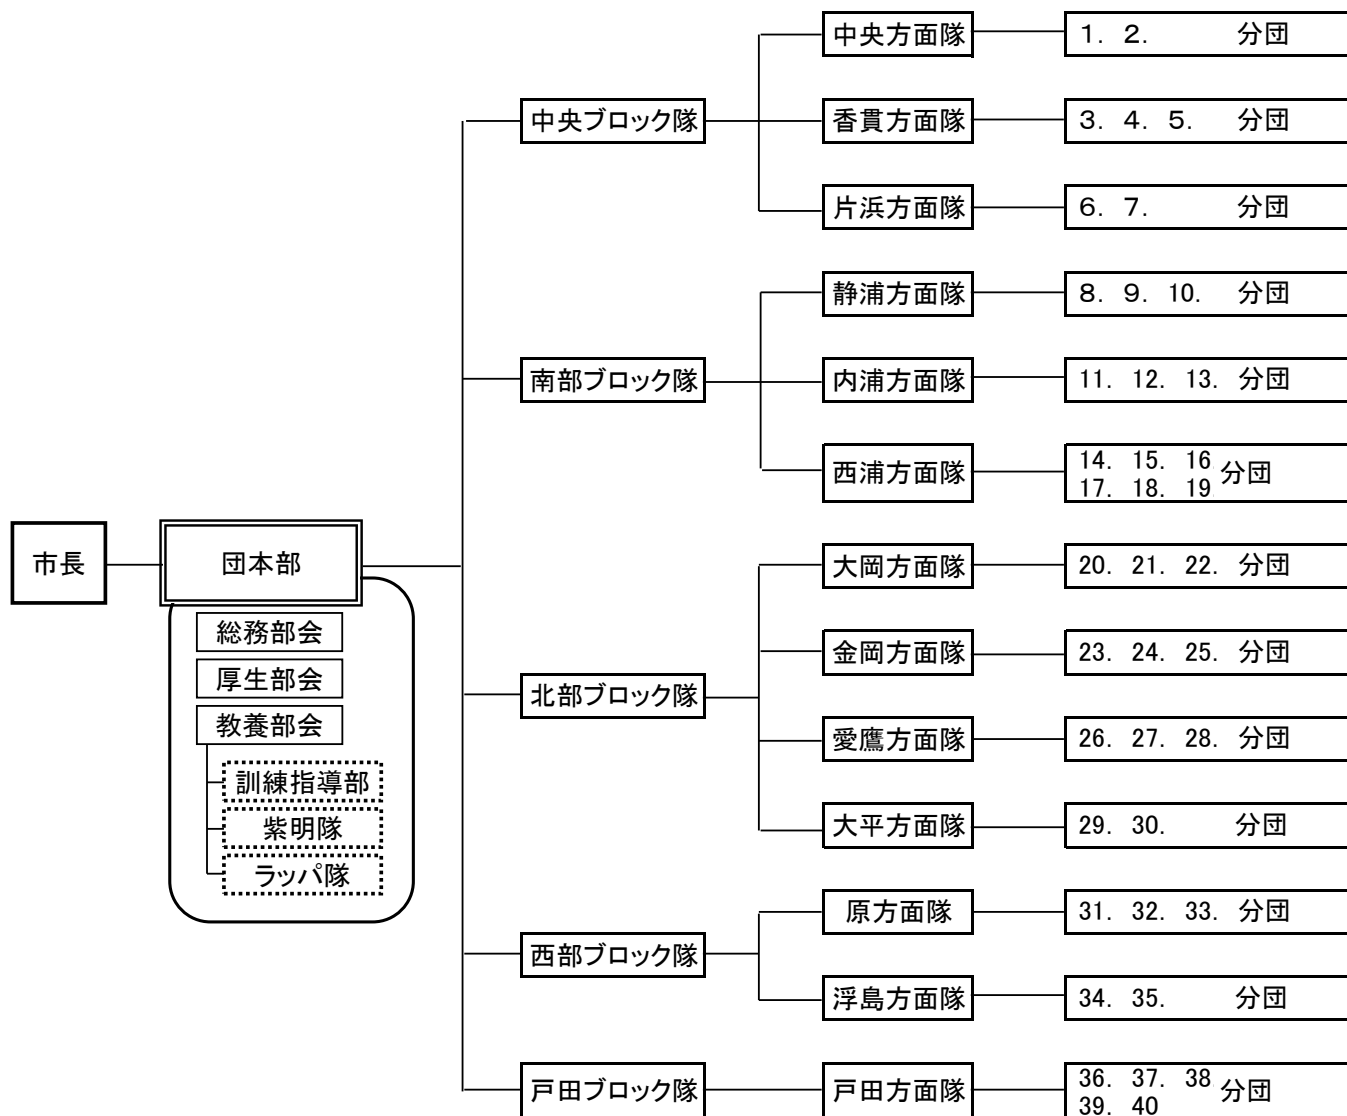 市長
団本部
総務部会
厚生部会
教養部会
訓練指導部
紫明隊
ラッパ隊
中央ブロック隊
中央方面隊
1. 2. 分団
香貫方面隊
3. 4. 5. 分団
片浜方面隊
6. 7. 分団
南部ブロック隊
静浦方面隊
8. 9. 10. 分団
内浦方面隊
11. 12. 13. 分団
西浦方面隊
14. 15. 16. 分団
17. 18. 19
北部ブロック隊
大岡方面隊
20. 21. 22. 分団
金岡方面隊
23. 24. 25. 分団
愛鷹方面隊
26. 27. 28. 分団
大平方面隊
29. 30. 分団
西部ブロック隊
原方面隊
31. 32. 33. 分団
浮島方面隊
34. 35. 分団
戸田ブロック隊
戸田方面隊
36. 37. 38. 分団
39. 40